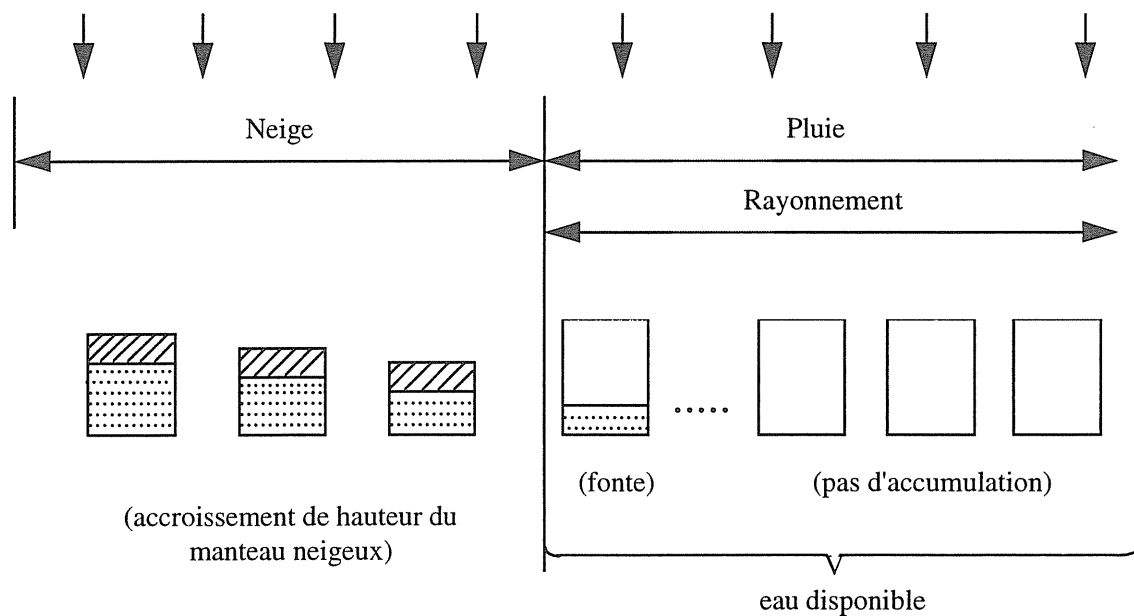 Neige
Pluie
Rayonnement
(fonte)
(pas d'accumulation)
(accroissement de hauteur du
manteau neigeux)
eau disponible